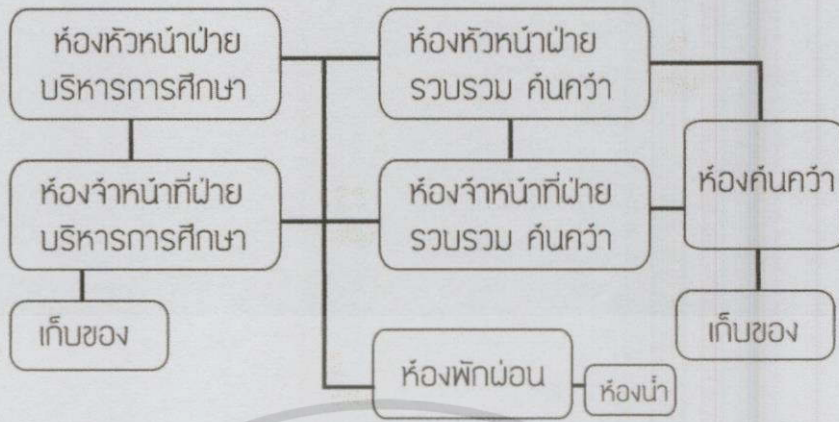 ห้องหัวหน้าฝ่าย
บริหารการศึกษา
ห้องหัวหน้าฝ่าย
รวบรวม ค้นคว้า
ห้องจ้าหน้าที่ฝ่าย
บริหารการศึกษา
ห้องจ้าหน้าที่ฝ่าย
รวบรวม ค้นคว้า
ห้องค้นคว้า
เก็บของ
เก็บของ
ห้องพักผ่อน
ห้องน้ำ